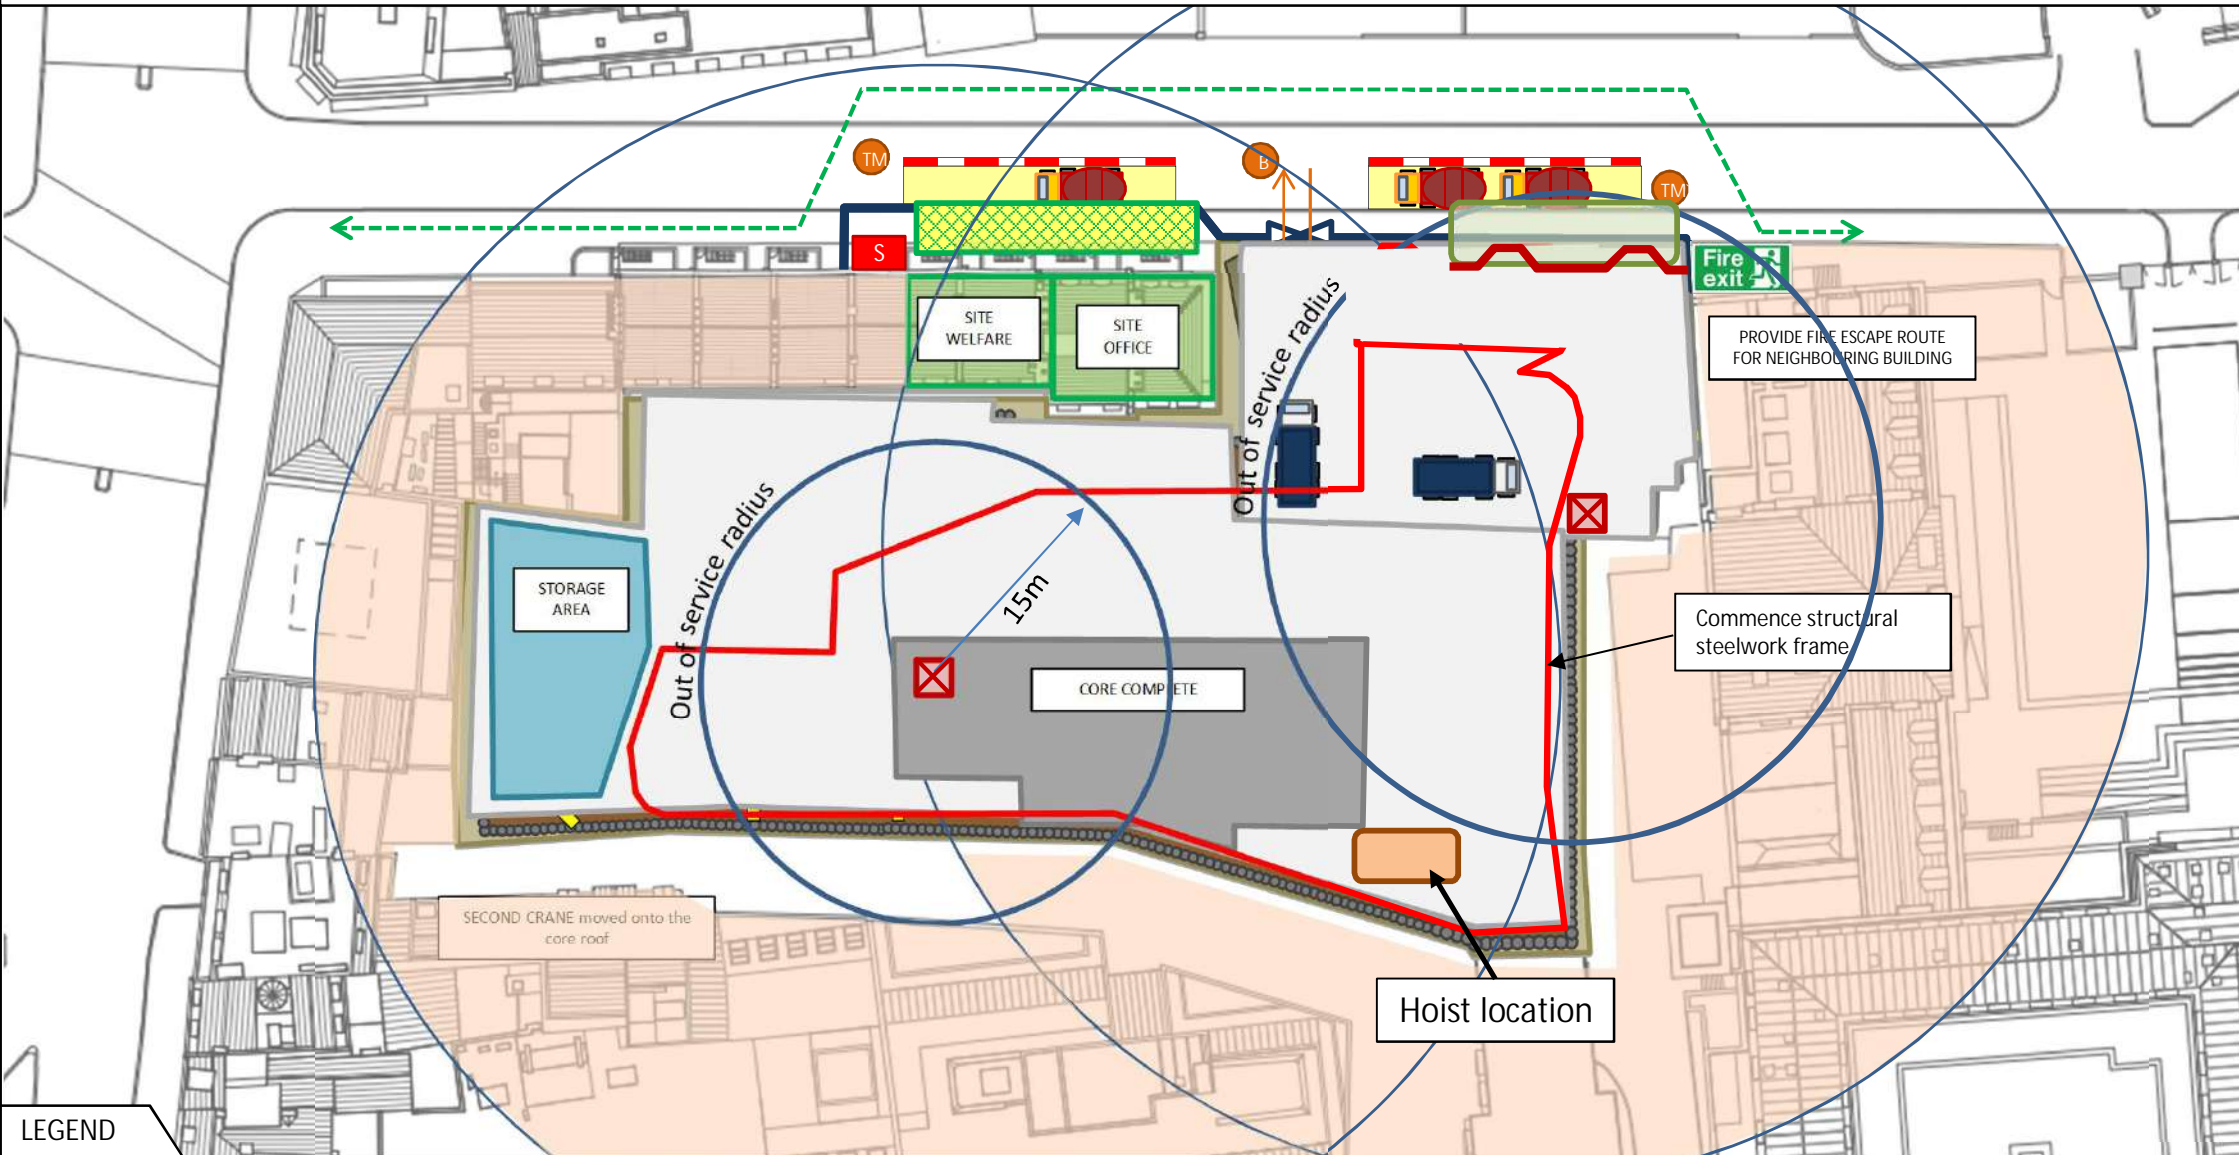 TM
B
TM
S
Fire
exit
SITE
WELFARE
SITE
OFFICE
PROVIDE FIRE ESCAPE ROUTE
FOR NEIGHBOURING BUILDING
Out of service radius
Out of service radius
15m
STORAGE
AREA
Commence structural
steelwork frame
CORE COMPLETE
SECOND CRANE moved onto the
core roof
Hoist location
LEGEND